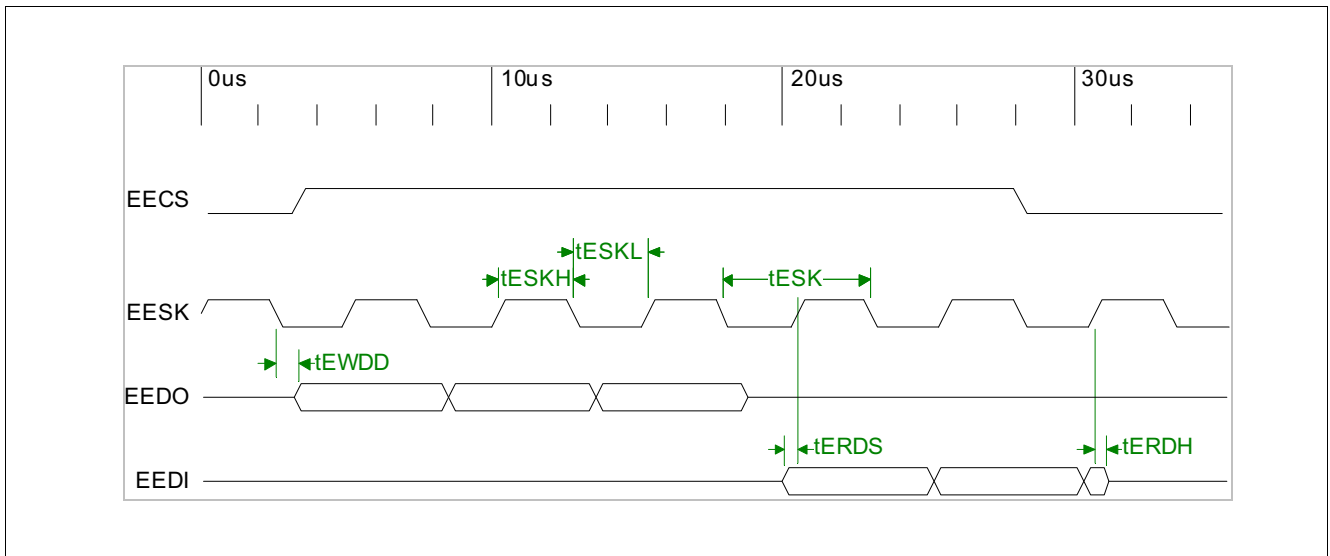 0us 10us 20us 30us
EECS
tESKL
tESKH tESK
EESK
tEWDD
EEDO
tERDS tERDH
EEDI